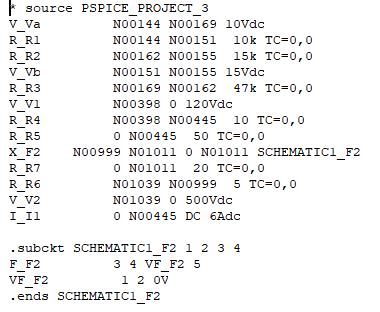 * source PSPICE_PROJECT_3
V_Va N00144 N00169 10Vdc
R_R1 N00144 N00151 10k TC=0,0
R_R2 N00162 N00155 15k TC=0,0
V_Vb N00151 N00155 15Vdc
R_R3 N00169 N00162 47k TC=0,0
V_V1 N00398 0 120Vdc
R_R4 N00398 N00445 10 TC=0,0
R_R5 0 N00445 50 TC=0,0
X_F2 N00999 N01011 0 N01011 SCHEMATIC1_F2
R_R7 0 N01011 20 TC=0,0
R_R6 N01039 N00999 5 TC=0,0
V_V2 N01039 0 500Vdc
I_I1 0 N00445 DC 6Adc
.subckt SCHEMATIC1_F2 1 2 3 4
F_F2 3 4 VF_F2 5
VF_F2 1 2 0V
.ends SCHEMATIC1_F2